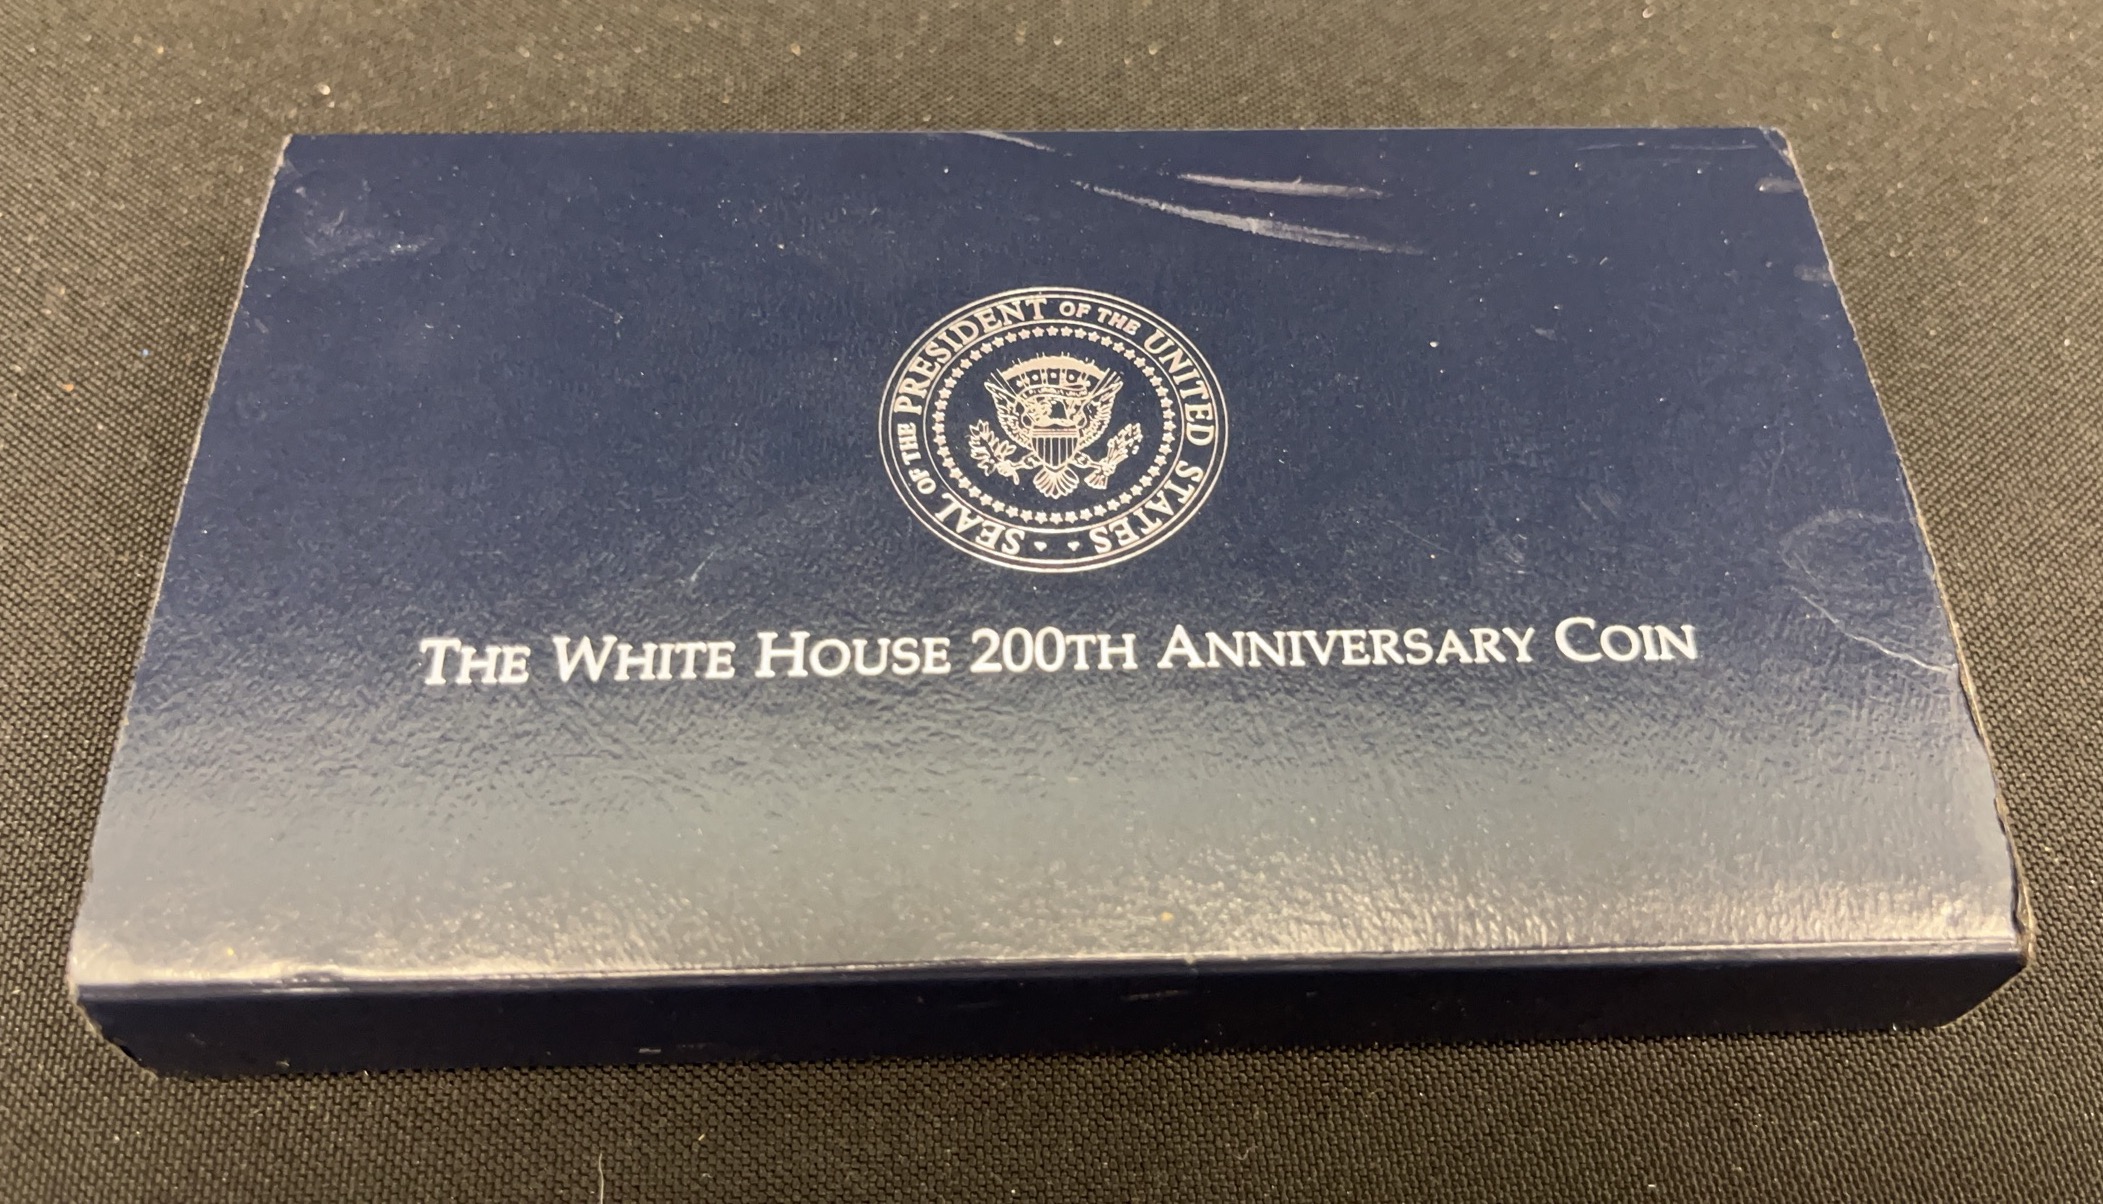 SEAL OF THE PRESIDENT OF THE UNITED STATES
THE WHITE HOUSE 200TH ANNIVERSARY COIN